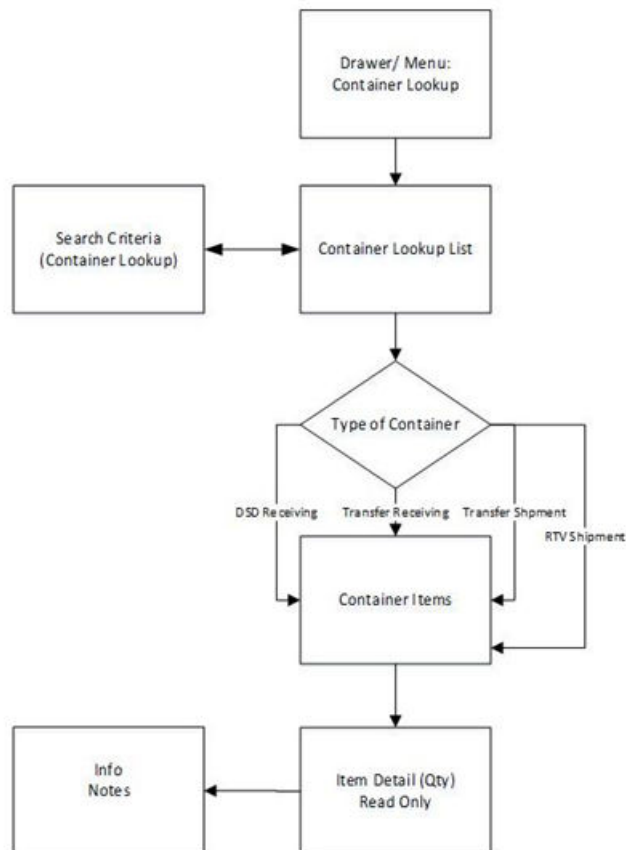 Drawer/ Menu:
Container Lookup
Search Criteria
(Container Lookup)
Container Lookup List
Type of Container
DSD Receiving
Transfer Receiving
Transfer Shpment
RTV Shipment
Container Items
Info
Notes
Item Detail (Qty)
Read Only